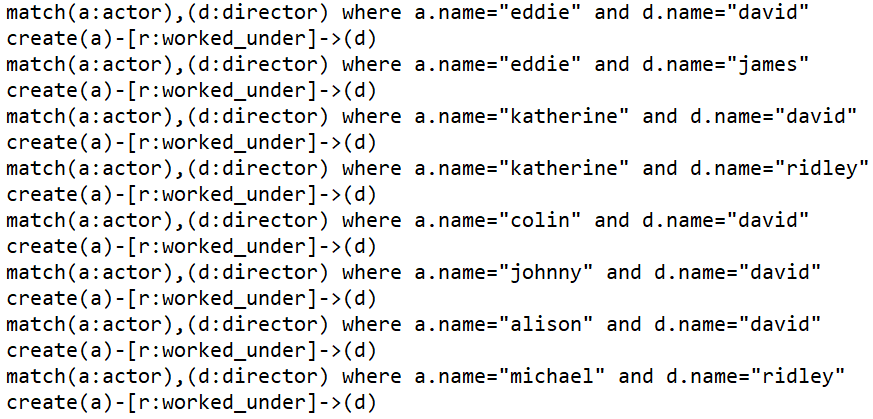 match(a:actor),(d:director) where a.name="eddie" and d.name="david"
create(a)-[r:worked_under]->(d)
match(a:actor),(d:director) where a.name="eddie" and d.name="james"
create(a)-[r:worked_under]->(d)
match(a:actor),(d:director) where a.name="katherine" and d.name="david"
create(a)-[r:worked_under]->(d)
match(a:actor),(d:director) where a.name="katherine" and d.name="ridley"
create(a)-[r:worked_under]->(d)
match(a:actor),(d:director) where a.name="colin" and d.name="david"
create(a)-[r:worked_under]->(d)
match(a:actor),(d:director) where a.name="johnny" and d.name="david"
create(a)-[r:worked_under]->(d)
match(a:actor),(d:director) where a.name="alison" and d.name="david"
create(a)-[r:worked_under]->(d)
match(a:actor),(d:director) where a.name="michael" and d.name="ridley"
create(a)-[r:worked_under]->(d)